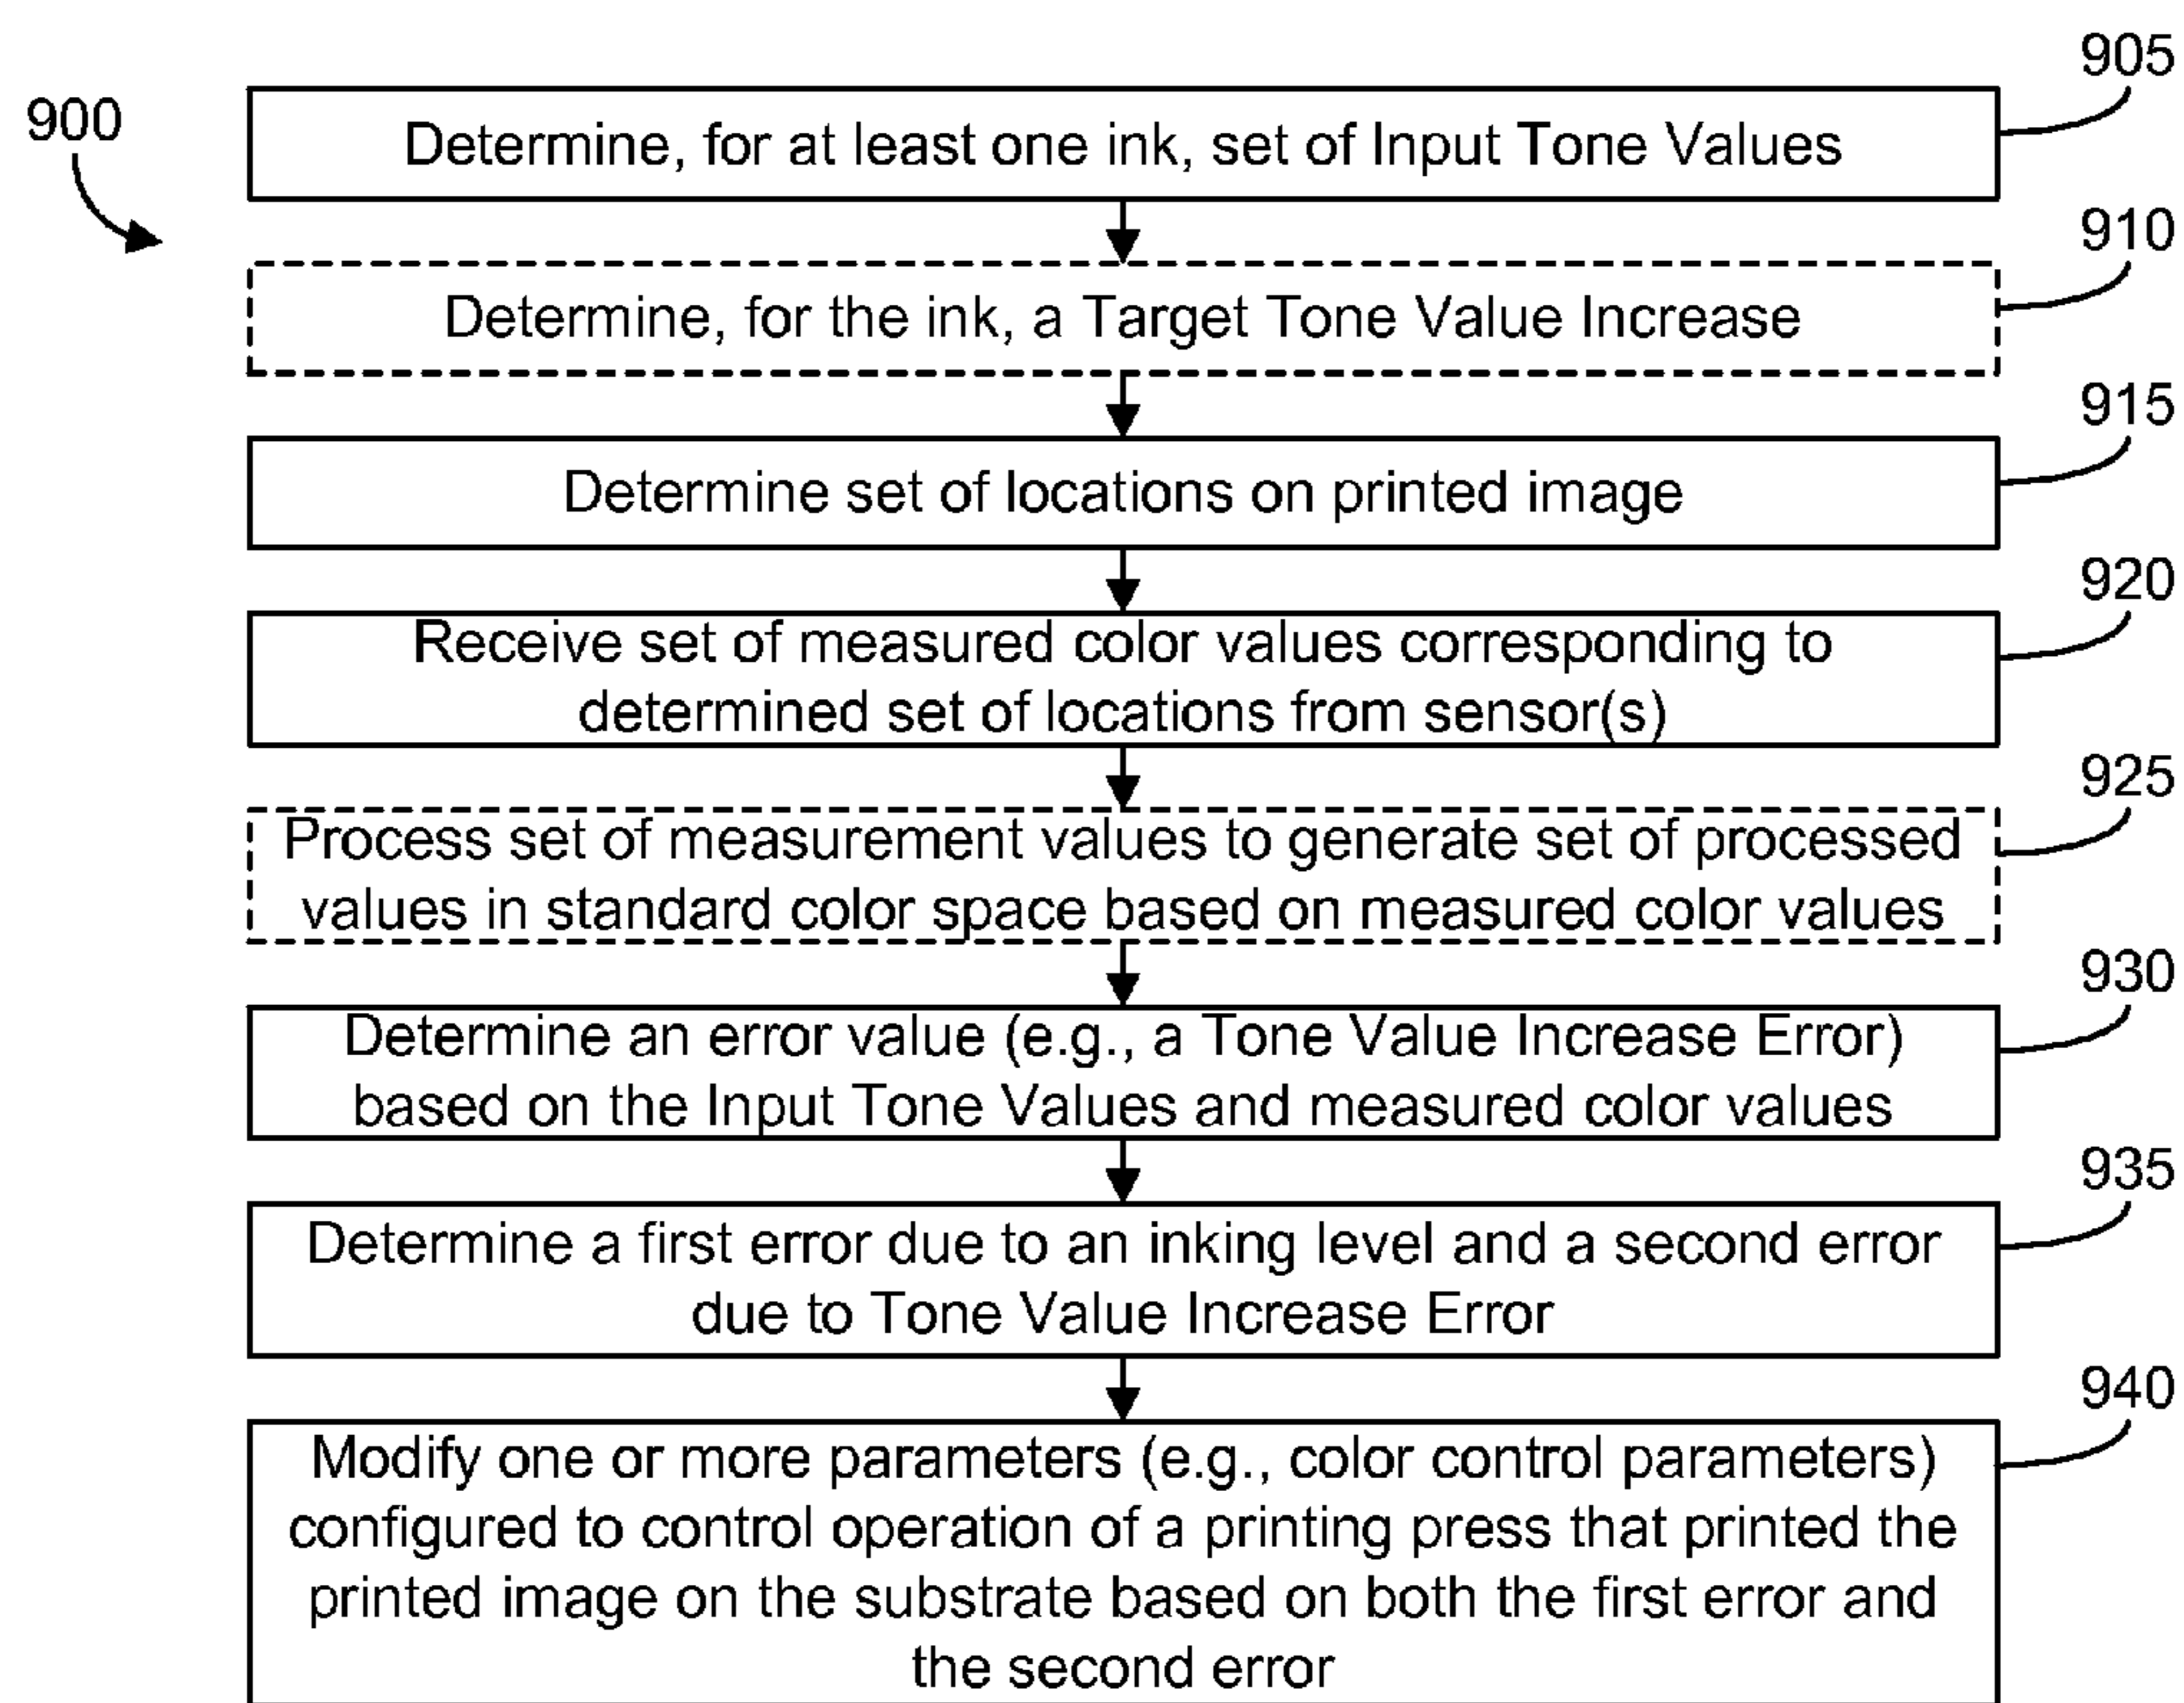 905
900
Determine, for at least one ink, set of Input Tone Values
910
Determine, for the ink, a Target Tone Value Increase
915
Determine set of locations on printed image
920
Receive set of measured color values corresponding to
determined set of locations from sensor(s)
925
Process set of measurement values to generate set of processed
values in standard color space based on measured color values
930
Determine an error value (e.g., a Tone Value Increase Error)
based on the Input Tone Values and measured color values
935
Determine a first error due to an inking level and a second error
due to Tone Value Increase Error
940
Modify one or more parameters (e.g., color control parameters)
configured to control operation of a printing press that printed the
printed image on the substrate based on both the first error and
the second error